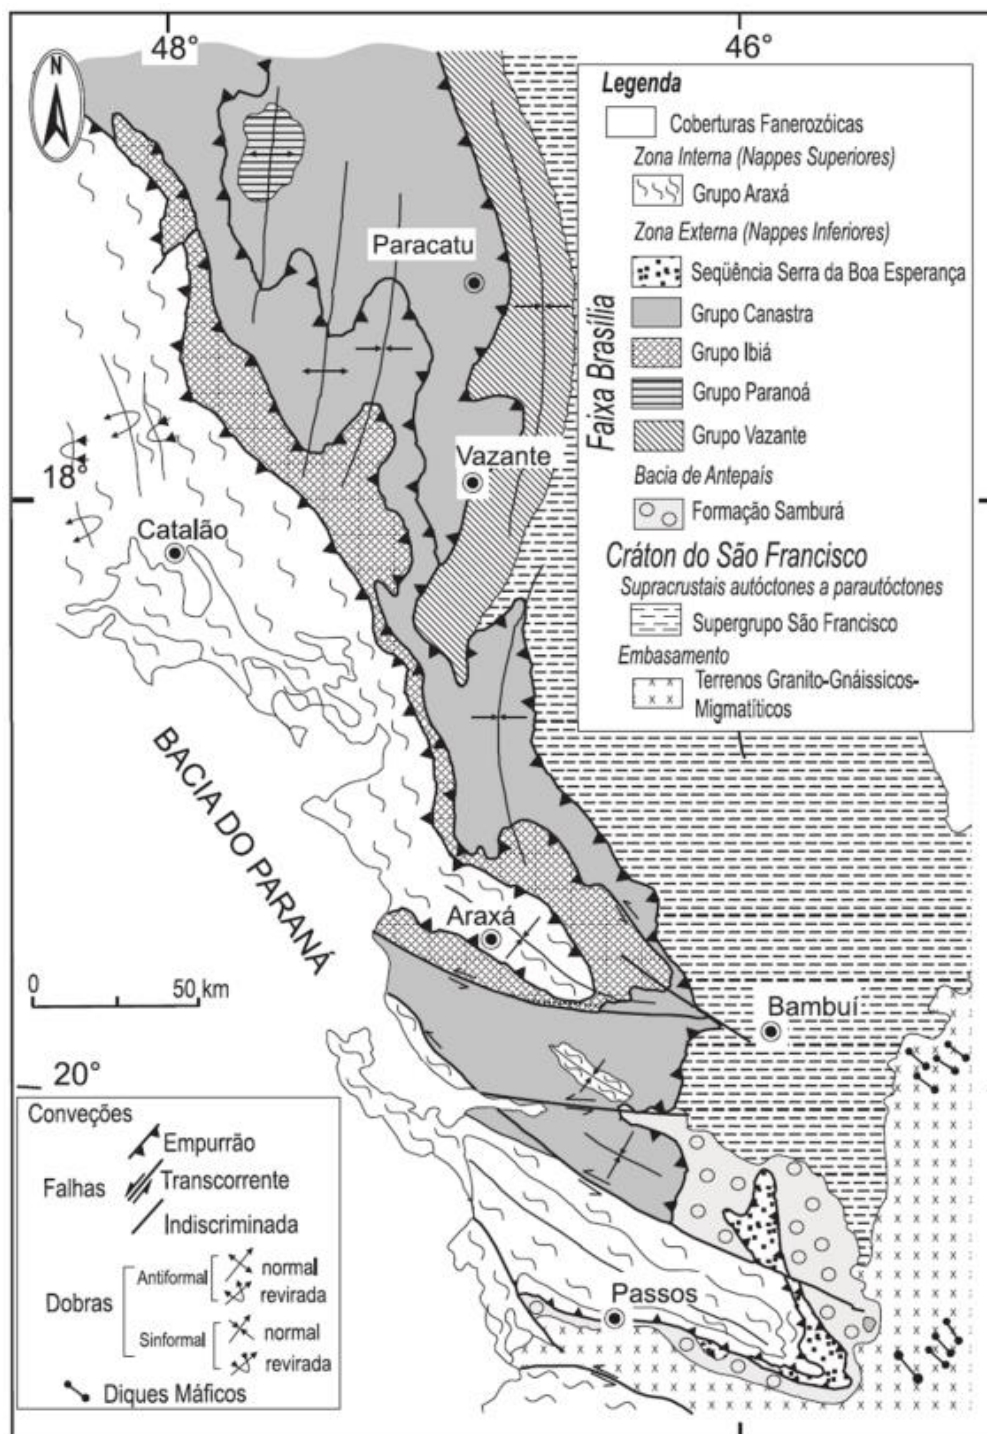 48°
46°
N
Legenda
Coberturas Fanerozóicas
Zona Interna (Nappes Superiores)
Grupo Araxá
Zona Externa (Nappes Inferiores)
Seqüência Serra da Boa Esperança
Grupo Canastra
Grupo Ibiá
Grupo Paranoá
Grupo Vazante
Faixa Brasília
Bacia de Antepaís
Formação Samburá
Cráton do São Francisco
Supracrustais autóctones a parautóctones
Supergrupo São Francisco
Embasamento
Terrenos Granito-Gnáissicos-
Migmatíticos
Paracatu
Vazante
18°
Catalão
BACIA DO PARANÁ
Araxá
0 50 km
Bambuí
20°
Passos
Conveções
Falhas
Empurrão
Transcorrente
Indiscriminada
Dobras
Antiformal
normal
revirada
Sinformal
normal
revirada
Diques Máficos